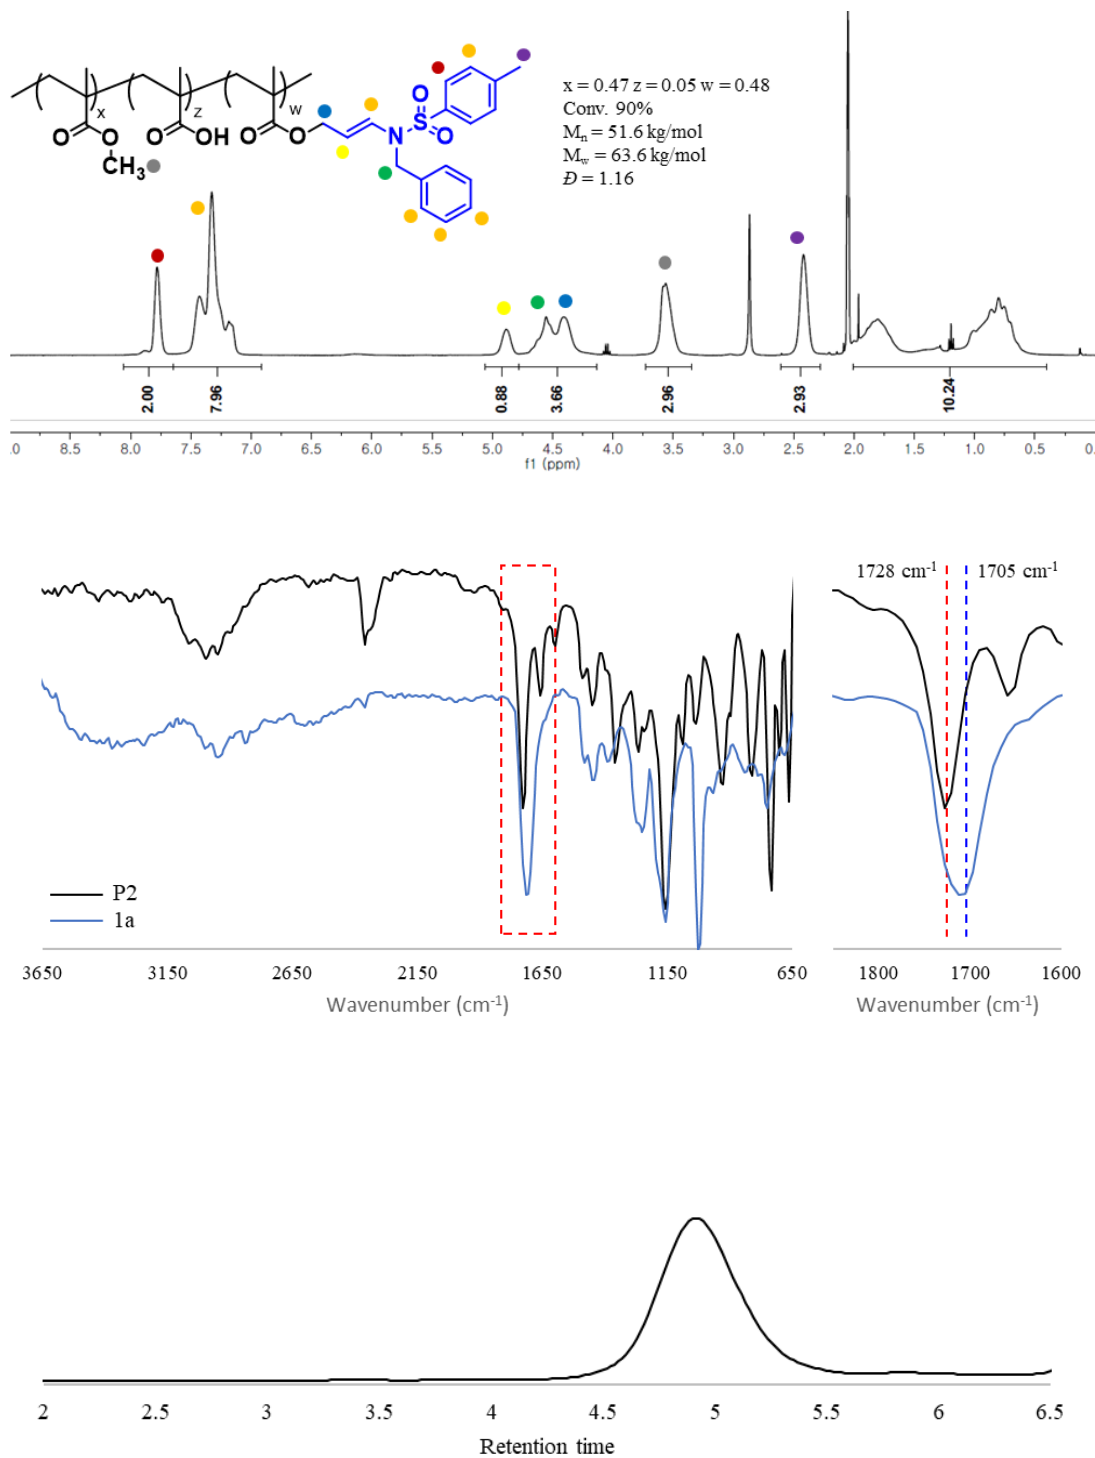 x = 0.47 z = 0.05 w = 0.48
Conv. 90%
Mn = 51.6 kg/mol
Mw = 63.6 kg/mol
Đ = 1.16
x
z
w
O
O
CH3
O
OH
O
O
N
S
O
O
2.00
7.96
0.88
3.66
2.96
2.93
10.24
.0 8.5 8.0 7.5 7.0 6.5 6.0 5.5 5.0 4.5 4.0 3.5 3.0 2.5 2.0 1.5 1.0 0.5 0.
f1 (ppm)
1728 cm-1 1705 cm-1
P2
1a
3650 3150 2650 2150 1650 1150 650
Wavenumber (cm-1)
1800 1700 1600
Wavenumber (cm-1)
2 2.5 3 3.5 4 4.5 5 5.5 6 6.5
Retention time